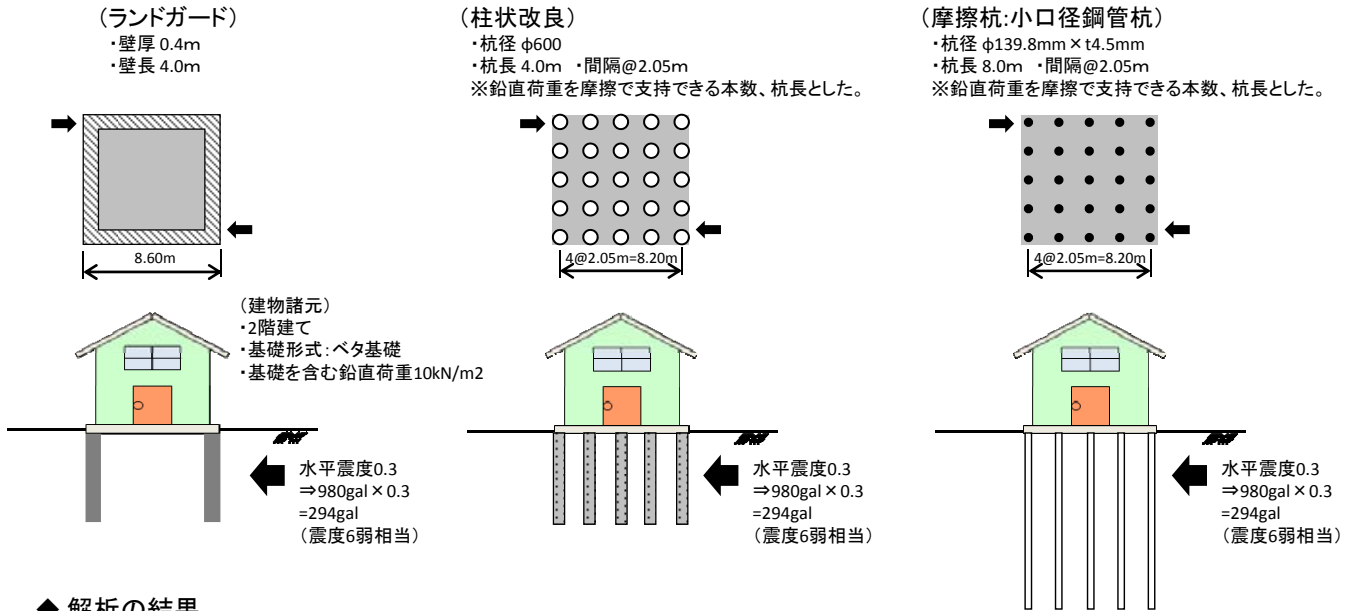 （ランドガード）
・壁厚 0.4m
・壁長 4.0m
（柱状改良）
・杭径 φ600
・杭長 4.0m ・間隔@2.05m
※鉛直荷重を摩擦で支持できる本数、杭長とした。
（摩擦杭:小口径鋼管杭）
・杭径 φ139.8mm×t4.5mm
・杭長 8.0m ・間隔@2.05m
※鉛直荷重を摩擦で支持できる本数、杭長とした。
8.60m
4@2.05m=8.20m
4@2.05m=8.20m
（建物諸元）
・2階建て
・基礎形式：ベタ基礎
・基礎を含む鉛直荷重10kN/m2
水平震度0.3
⇒980gal×0.3
=294gal
（震度6弱相当）
水平震度0.3
⇒980gal×0.3
=294gal
（震度6弱相当）
水平震度0.3
⇒980gal×0.3
=294gal
（震度6弱相当）
◆ 解析の結果